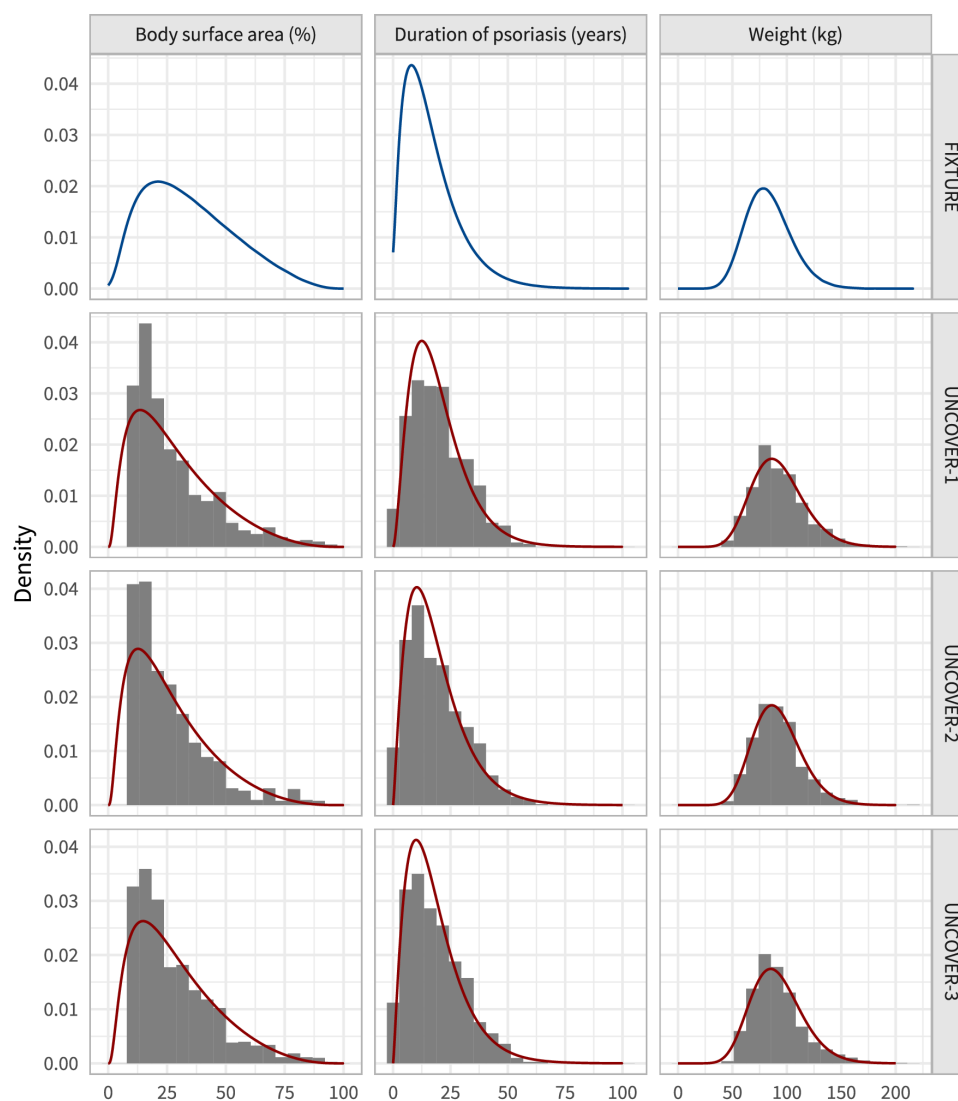 Body surface area (%) Duration of psoriasis (years) Weight (kg)
0.04
0.03
0.02
0.01
0.00
FIXTURE
0.04
0.03
0.02
0.01
0.00
UNCOVER-1
Density
0.04
0.03
0.02
0.01
0.00
UNCOVER-2
0.04
0.03
0.02
0.01
0.00
UNCOVER-3
0 25 50 75 100 0 25 50 75 100 0 50 100 150 200